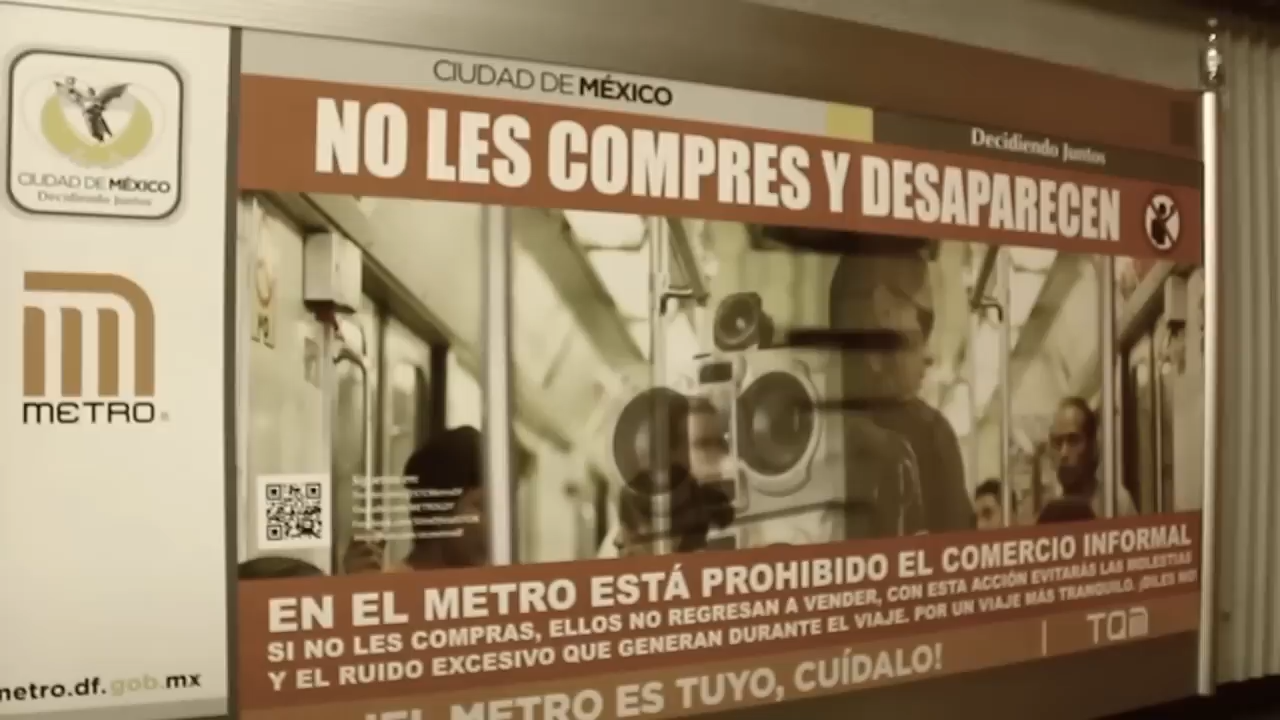 CIUDAD DE MÉXICO
Decidiendo Juntos
NO LES COMPRES Y DESAPARECEN
CIUDAD DE MÉXICO
Decidiendo Juntos
METRO
EN EL METRO ESTÁ PROHIBIDO EL COMERCIO INFORMAL
SI NO LES COMPRAS, ELLOS NO REGRESAN A VENDER, CON ESTA ACCIÓN EVITARÁS LAS MOLESTIAS
Y EL RUIDO EXCESIVO QUE GENERAN DURANTE EL VIAJE. POR UN VIAJE MÁS TRANQUILO. ¡DILES NO
¡EL METRO ES TUYO, CUÍDALO!
TQM
metro.df.gob.mx